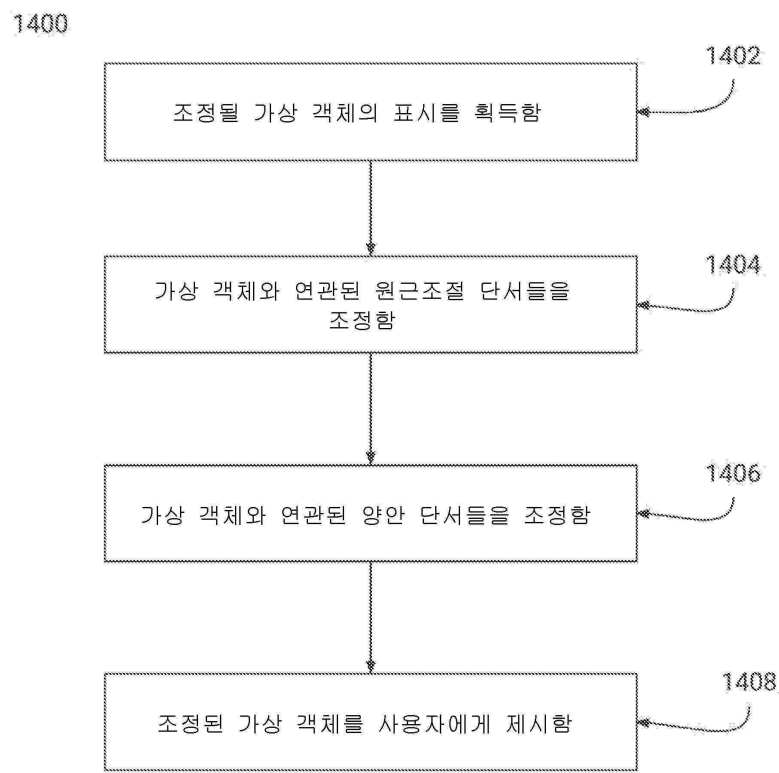 1400
1402
조정될 가상 객체의 표시를 획득함
1404
가상 객체와 연관된 원근조절 단서들을
조정함
1406
가상 객체와 연관된 양안 단서들을 조정함
1408
조정된 가상 객체를 사용자에게 제시함